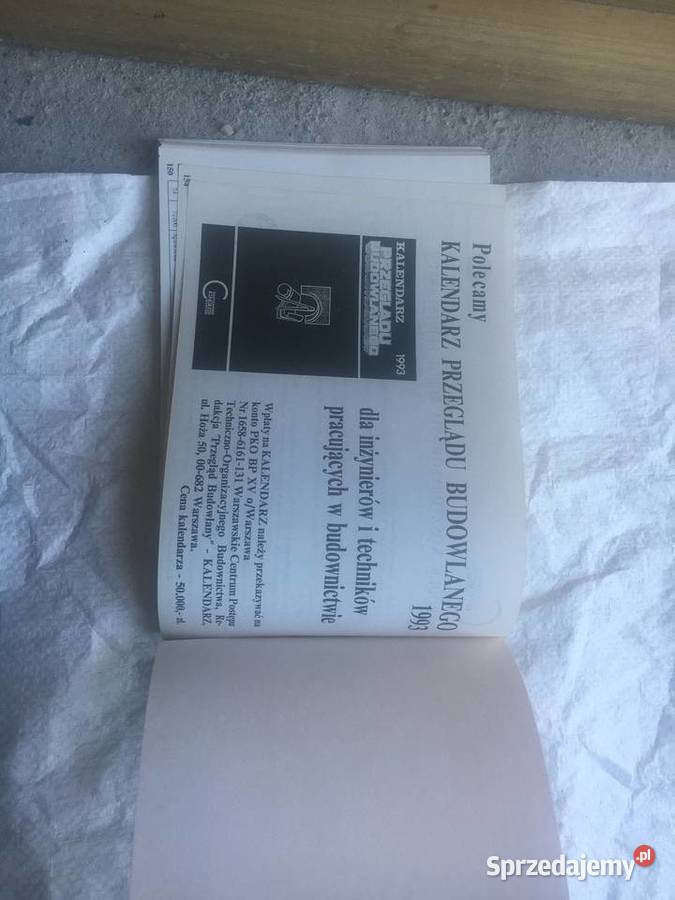 Polecamy
KALENDARZ PRZEGLĄDU BUDOWLANEGO
1993
KALENDARZ
PRZEGLĄDU
BUDOWLANEGO
1993
dla inżynierów i techników
pracujących w budownictwie
Wpłaty na KALENDARZ należy przekazywać na
konto PKO BP XV o/Warszawa
Nr 1658-6161-131 Warszawskie Centrum Postępu
Techniczno-Organizacyjnego Budownictwa, Re-
dakcja "Przegląd Budowlany" - KALENDARZ,
ul. Hoża 50, 00-682 Warszawa.
Cena kalendarza - 50.000,- zł.
159
Sprzedajemy.pl